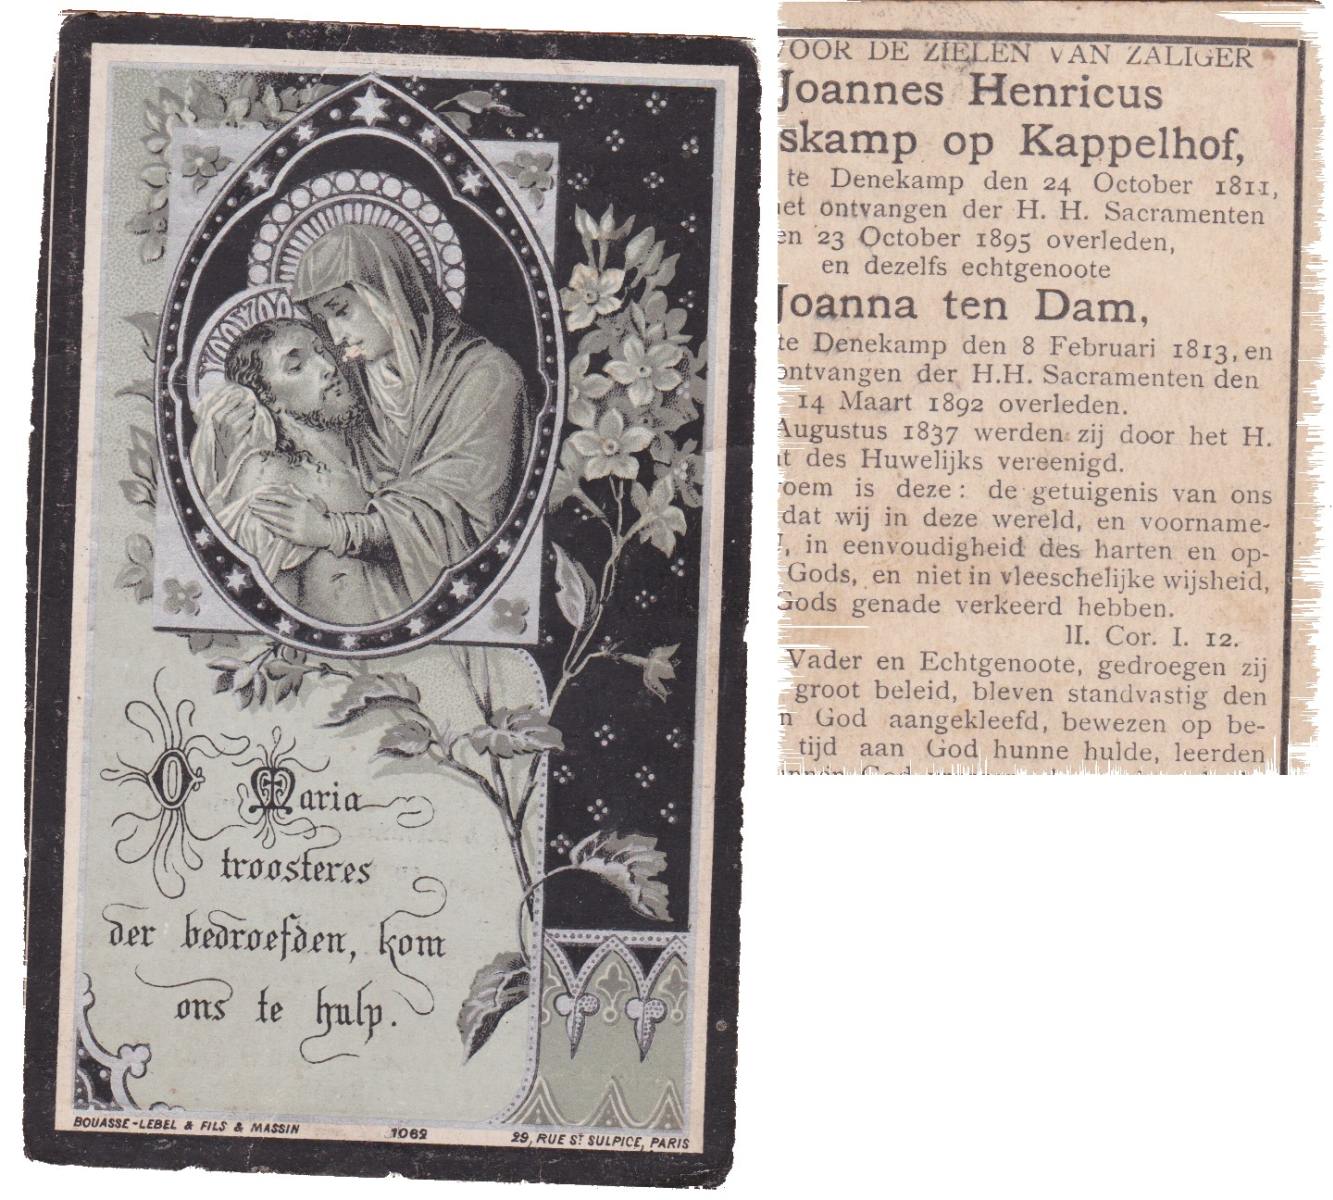 O Maria
troosteres
der bedroefden, kom
ons te hulp.
BOUASSE-LEBEL & FILS & MASSIN
1062
29, RUE ST SULPICE, PARIS
VOOR DE ZIELEN VAN ZALIGER
Joannes Henricus
skamp op Kappelhof,
te Denekamp den 24 October 1811,
et ontvangen der H. H. Sacramenten
en 23 October 1895 overleden,
en dezelfs echtgenoote
Joanna ten Dam,
te Denekamp den 8 Februari 1813, en
ontvangen der H.H. Sacramenten den
14 Maart 1892 overleden.
Augustus 1837 werden zij door het H.
t des Huwelijks vereenigd.
oem is deze: de getuigenis van ons
dat wij in deze wereld, en voorname-
, in eenvoudigheid des harten en op-
Gods, en niet in vleeschelijke wijsheid,
Gods genade verkeerd hebben.
II. Cor. I. 12.
Vader en Echtgenoote, gedroegen zij
groot beleid, bleven standvastig den
n God aangekleefd, bewezen op be-
tijd aan God hunne hulde, leerden